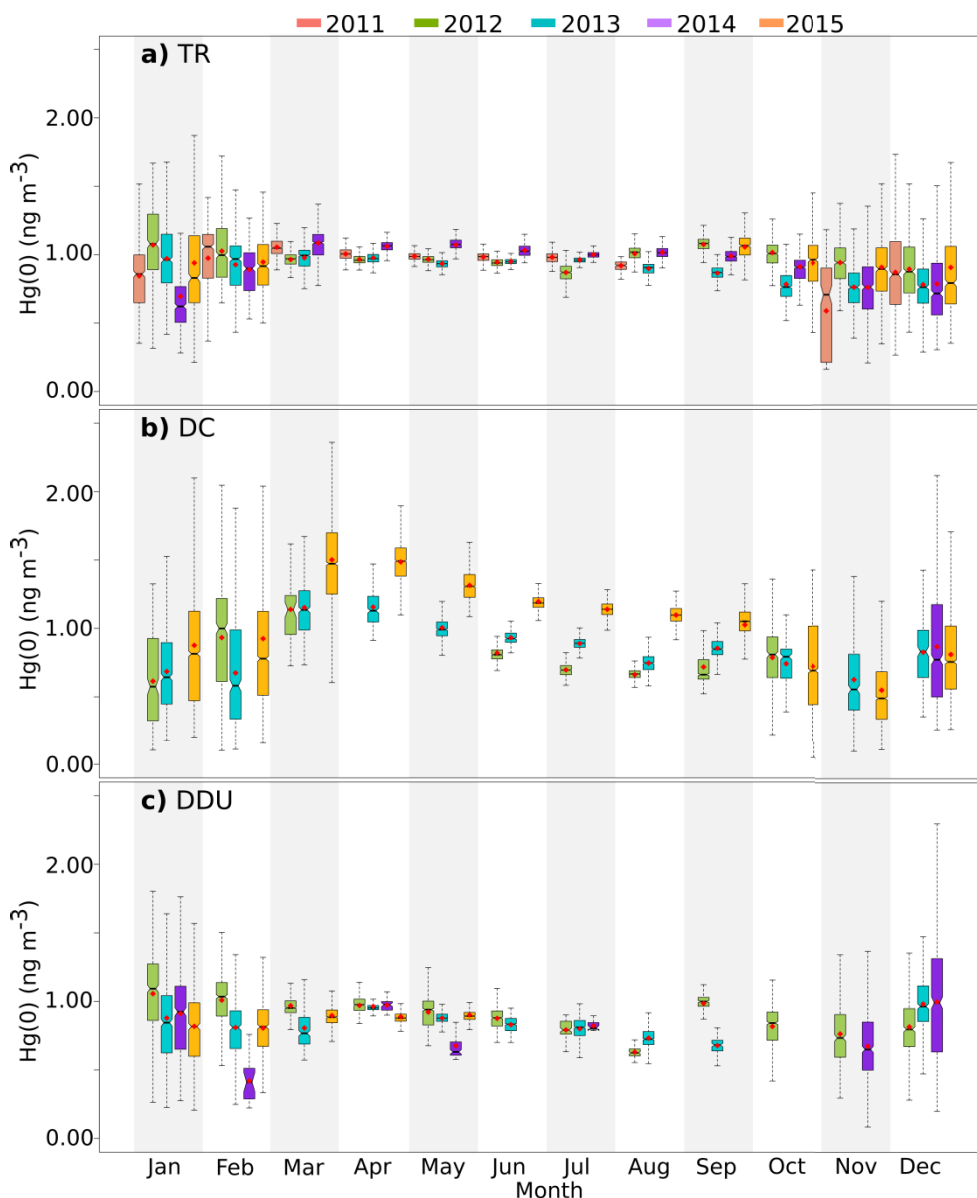 2011 2012 2013 2014 2015
a) TR
2.00
1.00
0.00
Hg(0) (ng m⁻³)
b) DC
2.00
1.00
0.00
Hg(0) (ng m⁻³)
c) DDU
2.00
1.00
0.00
Hg(0) (ng m⁻³)
Jan Feb Mar Apr May Jun Jul Aug Sep Oct Nov Dec
Month